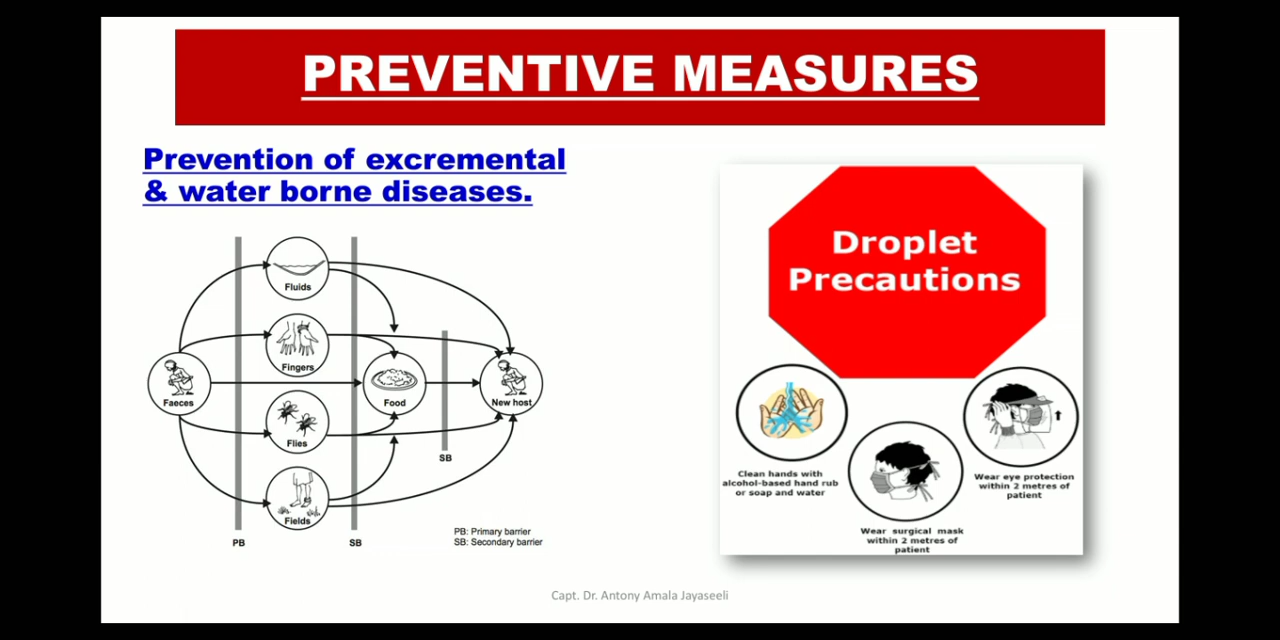 PREVENTIVE MEASURES
Prevention of excremental
& water borne diseases.
Fluids
Fingers
Faeces
Food
New host
Flies
SB
Fields
PB
SB
PB: Primary barrier
SB: Secondary barrier
Droplet
Precautions
Clean hands with
alcohol-based hand rub
or soap and water
Wear surgical mask
within 2 metres of
patient
Wear eye protection
within 2 metres of
patient
Capt. Dr. Antony Amala Jayaseeli